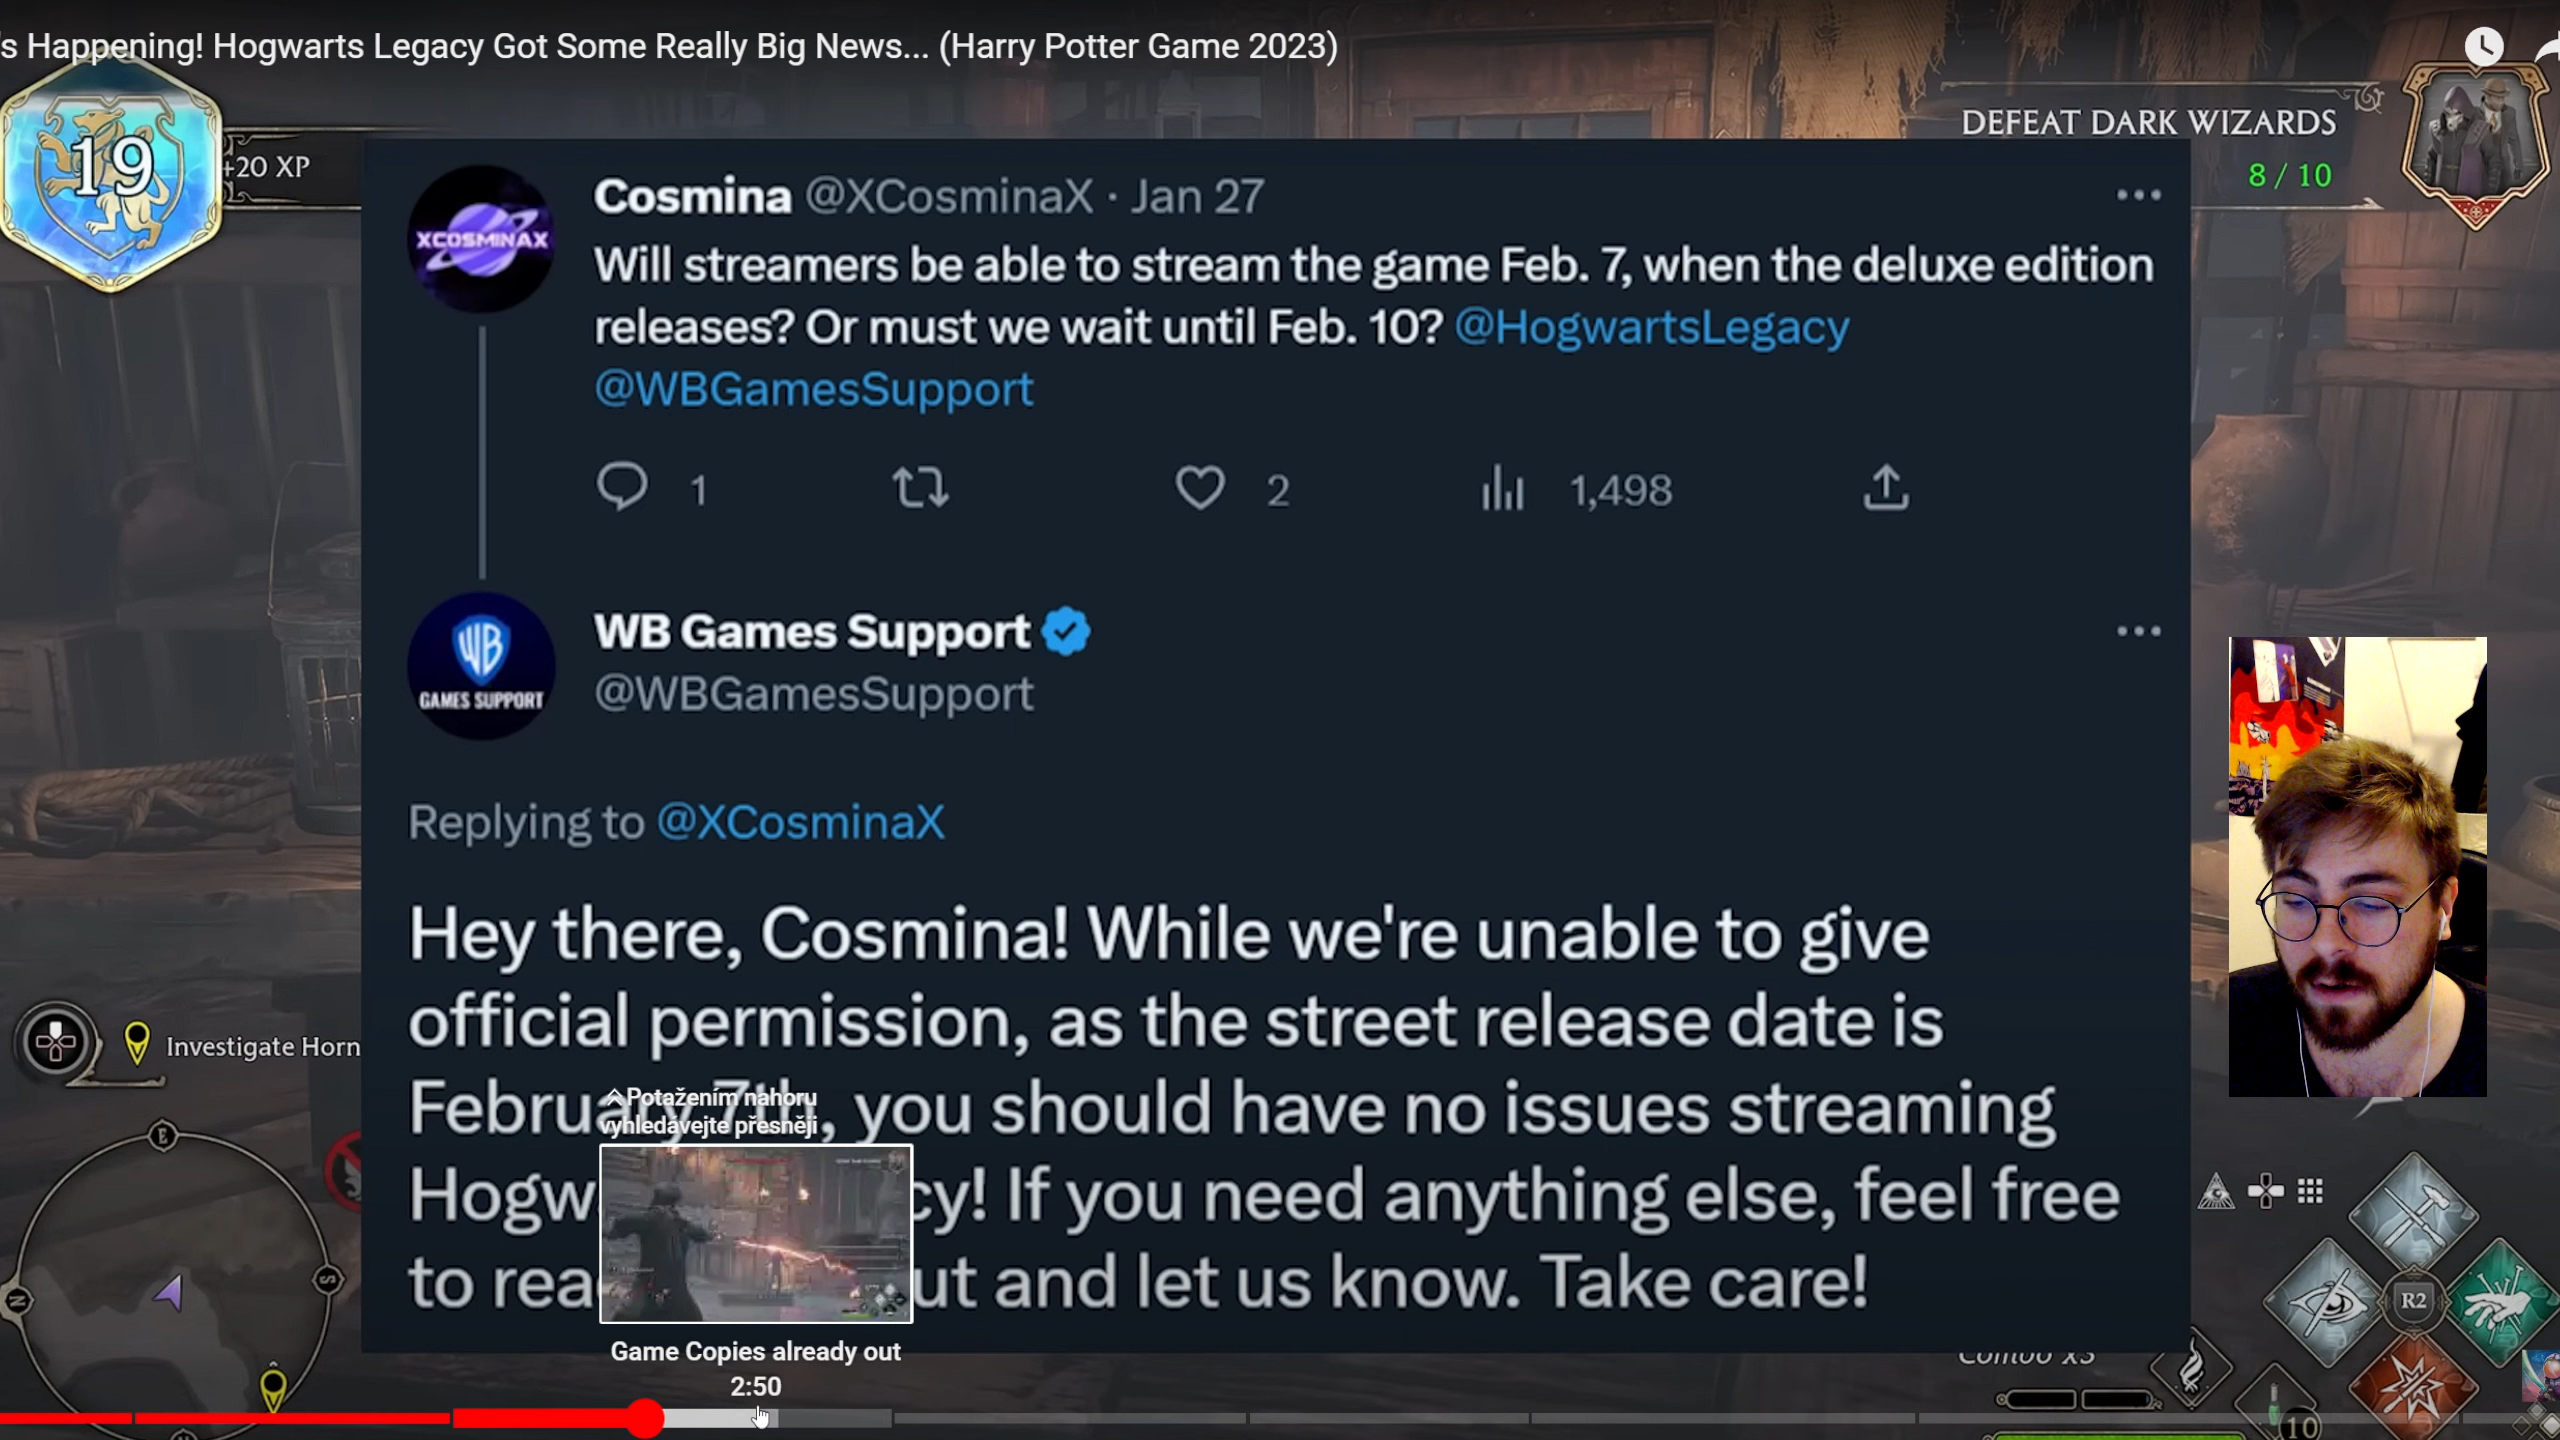 's Happening! Hogwarts Legacy Got Some Really Big News... (Harry Potter Game 2023)
19
+20 XP
DEFEAT DARK WIZARDS
8 / 10
XCOSMINAX
Cosmina @XCosminaX · Jan 27
Will streamers be able to stream the game Feb. 7, when the deluxe edition
releases? Or must we wait until Feb. 10? @HogwartsLegacy
@WBGamesSupport
1 2 1,498
WB
GAMES SUPPORT
WB Games Support
@WBGamesSupport
Replying to @XCosminaX
Hey there, Cosmina! While we're unable to give
official permission, as the street release date is
February 7th, you should have no issues streaming
Hogw cy! If you need anything else, feel free
to rea ut and let us know. Take care!
Potažením nahoru
vyhledávejte přesněji
Game Copies already out
2:50
Investigate Horn
E
S
N
R2
Combo x3
10